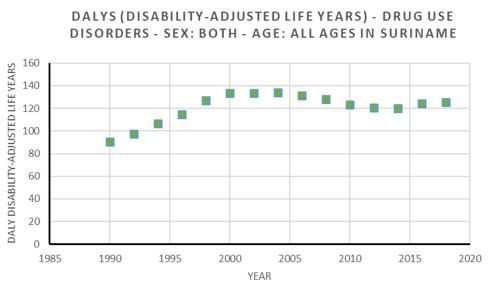 DALYS (DISABILITY-ADJUSTED LIFE YEARS) - DRUG USE
DISORDERS - SEX: BOTH - AGE: ALL AGES IN SURINAME
DALY DISABILITY-ADJUSTED LIFE YEARS
160
140
120
100
80
60
40
20
0
1985 1990 1995 2000 2005 2010 2015 2020
YEAR